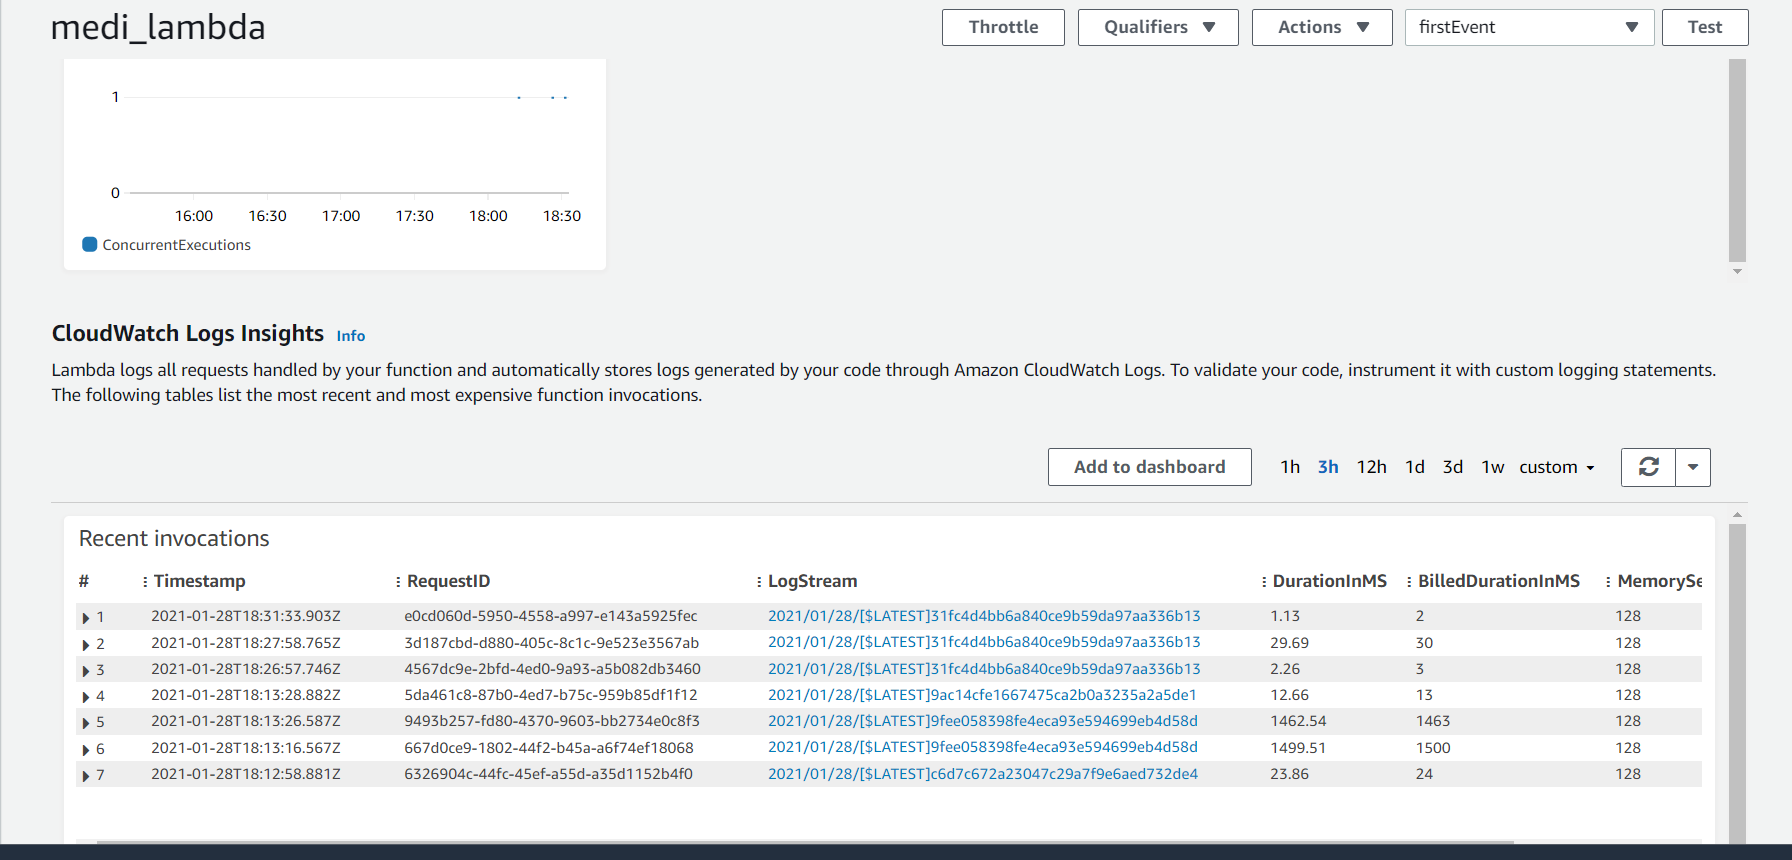 medi_lambda
Throttle
Qualifiers
Actions
firstEvent
Test
1
0
16:00 16:30 17:00 17:30 18:00 18:30
ConcurrentExecutions
CloudWatch Logs Insights Info
Lambda logs all requests handled by your function and automatically stores logs generated by your code through Amazon CloudWatch Logs. To validate your code, instrument it with custom logging statements.
The following tables list the most recent and most expensive function invocations.
Add to dashboard
1h 3h 12h 1d 3d 1w custom
Recent invocations
# Timestamp RequestID LogStream DurationInMS BilledDurationInMS MemorySe
1 2021-01-28T18:31:33.903Z e0cd060d-5950-4558-a997-e143a5925fec 2021/01/28/[$LATEST]31fc4d4bb6a840ce9b59da97aa336b13 1.13 2 128
2 2021-01-28T18:27:58.765Z 3d187cbd-d880-405c-8c1c-9e523e3567ab 2021/01/28/[$LATEST]31fc4d4bb6a840ce9b59da97aa336b13 29.69 30 128
3 2021-01-28T18:26:57.746Z 4567dc9e-2bfd-4ed0-9a93-a5b082db3460 2021/01/28/[$LATEST]31fc4d4bb6a840ce9b59da97aa336b13 2.26 3 128
4 2021-01-28T18:13:28.882Z 5da461c8-87b0-4ed7-b75c-959b85df1f12 2021/01/28/[$LATEST]9ac14cfe1667475ca2b0a3235a2a5de1 12.66 13 128
5 2021-01-28T18:13:26.587Z 9493b257-fd80-4370-9603-bb2734e0c8f3 2021/01/28/[$LATEST]9fee058398fe4eca93e594699eb4d58d 1462.54 1463 128
6 2021-01-28T18:13:16.567Z 667d0ce9-1802-44f2-b45a-a6f74ef18068 2021/01/28/[$LATEST]9fee058398fe4eca93e594699eb4d58d 1499.51 1500 128
7 2021-01-28T18:12:58.881Z 6326904c-44fc-45ef-a55d-a35d1152b4f0 2021/01/28/[$LATEST]c6d7c672a23047c29a7f9e6aed732de4 23.86 24 128